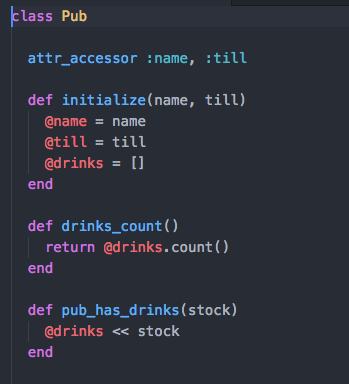 class Pub
attr_accessor :name, :till
def initialize(name, till)
@name = name
@till = till
@drinks = []
end
def drinks_count()
return @drinks.count()
end
def pub_has_drinks(stock)
@drinks << stock
end